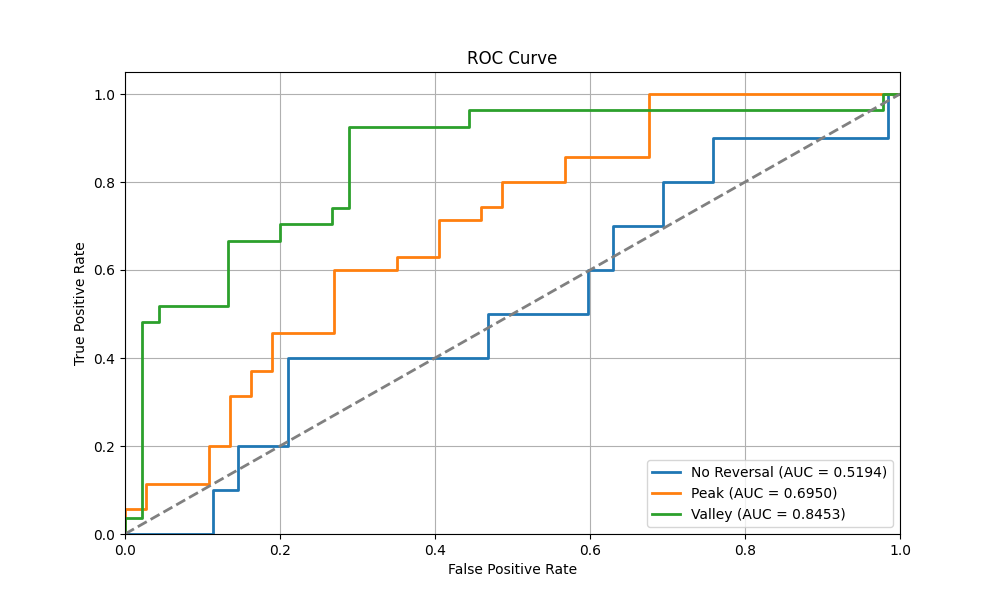 ROC Curve
True Positive Rate
1.0
0.8
0.6
0.4
0.2
0.0
0.0 0.2 0.4 0.6 0.8 1.0
False Positive Rate
No Reversal (AUC = 0.5194)
Peak (AUC = 0.6950)
Valley (AUC = 0.8453)